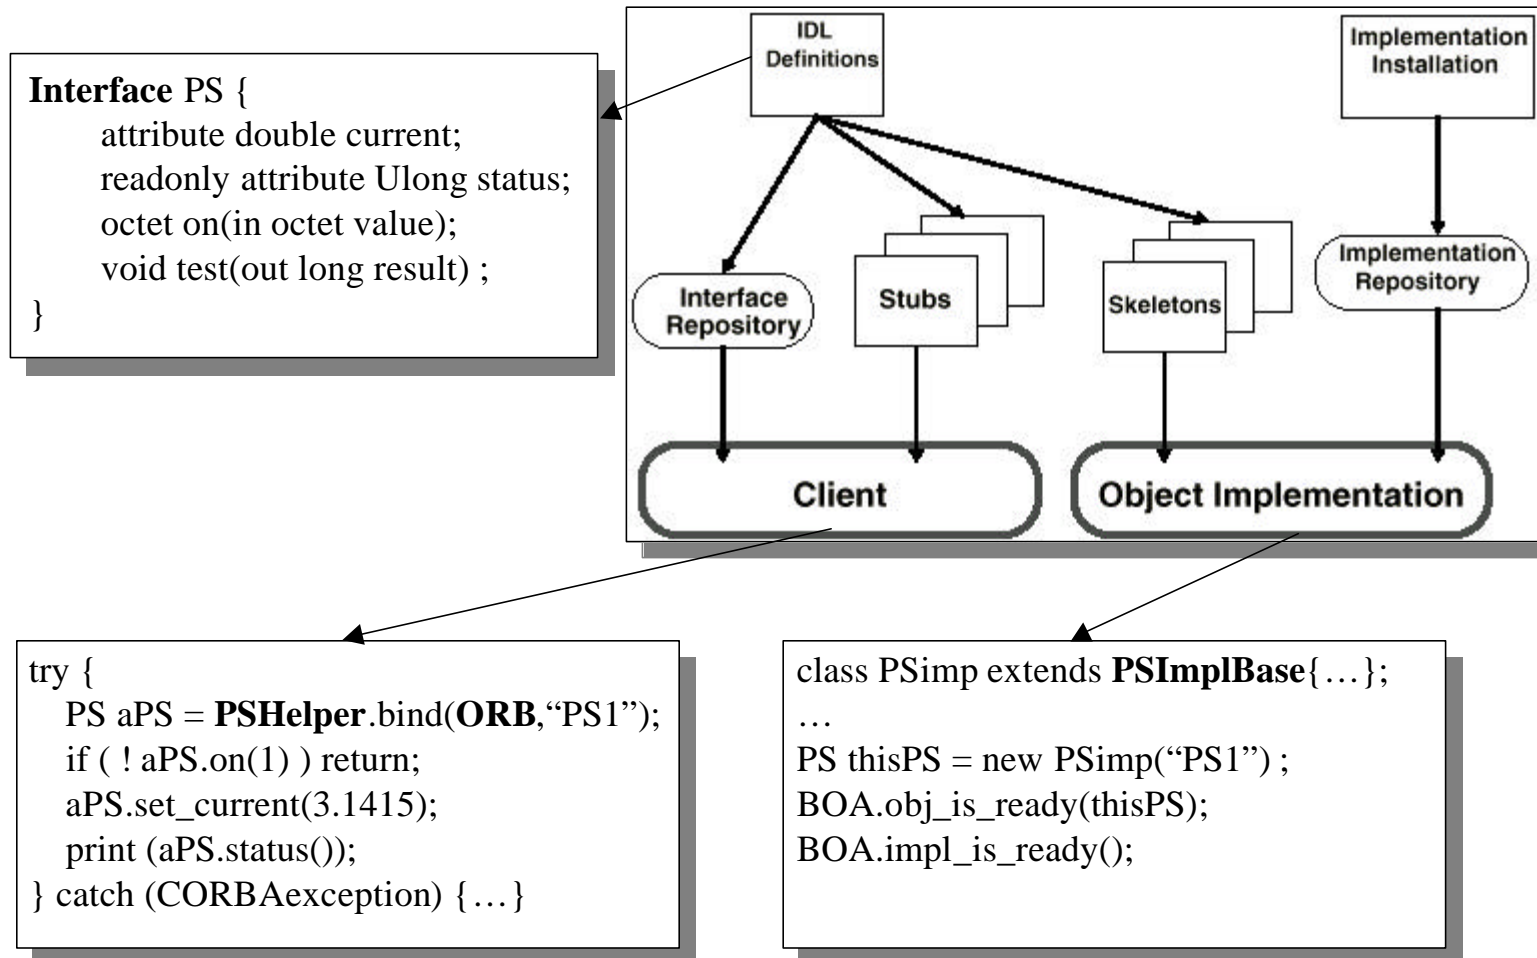 Interface PS {
attribute double current;
readonly attribute Ulong status;
octet on(in octet value);
void test(out long result) ;
}
IDL
Definitions
Implementation
Installation
Interface
Repository
Stubs
Skeletons
Implementation
Repository
Client
Object Implementation
try {
PS aPS = PSHelper.bind(ORB,“PS1”);
if ( ! aPS.on(1) ) return;
aPS.set_current(3.1415);
print (aPS.status());
} catch (CORBAexception) {…}
class PSimp extends PSImplBase{…};
…
PS thisPS = new PSimp(“PS1”) ;
BOA.obj_is_ready(thisPS);
BOA.impl_is_ready();